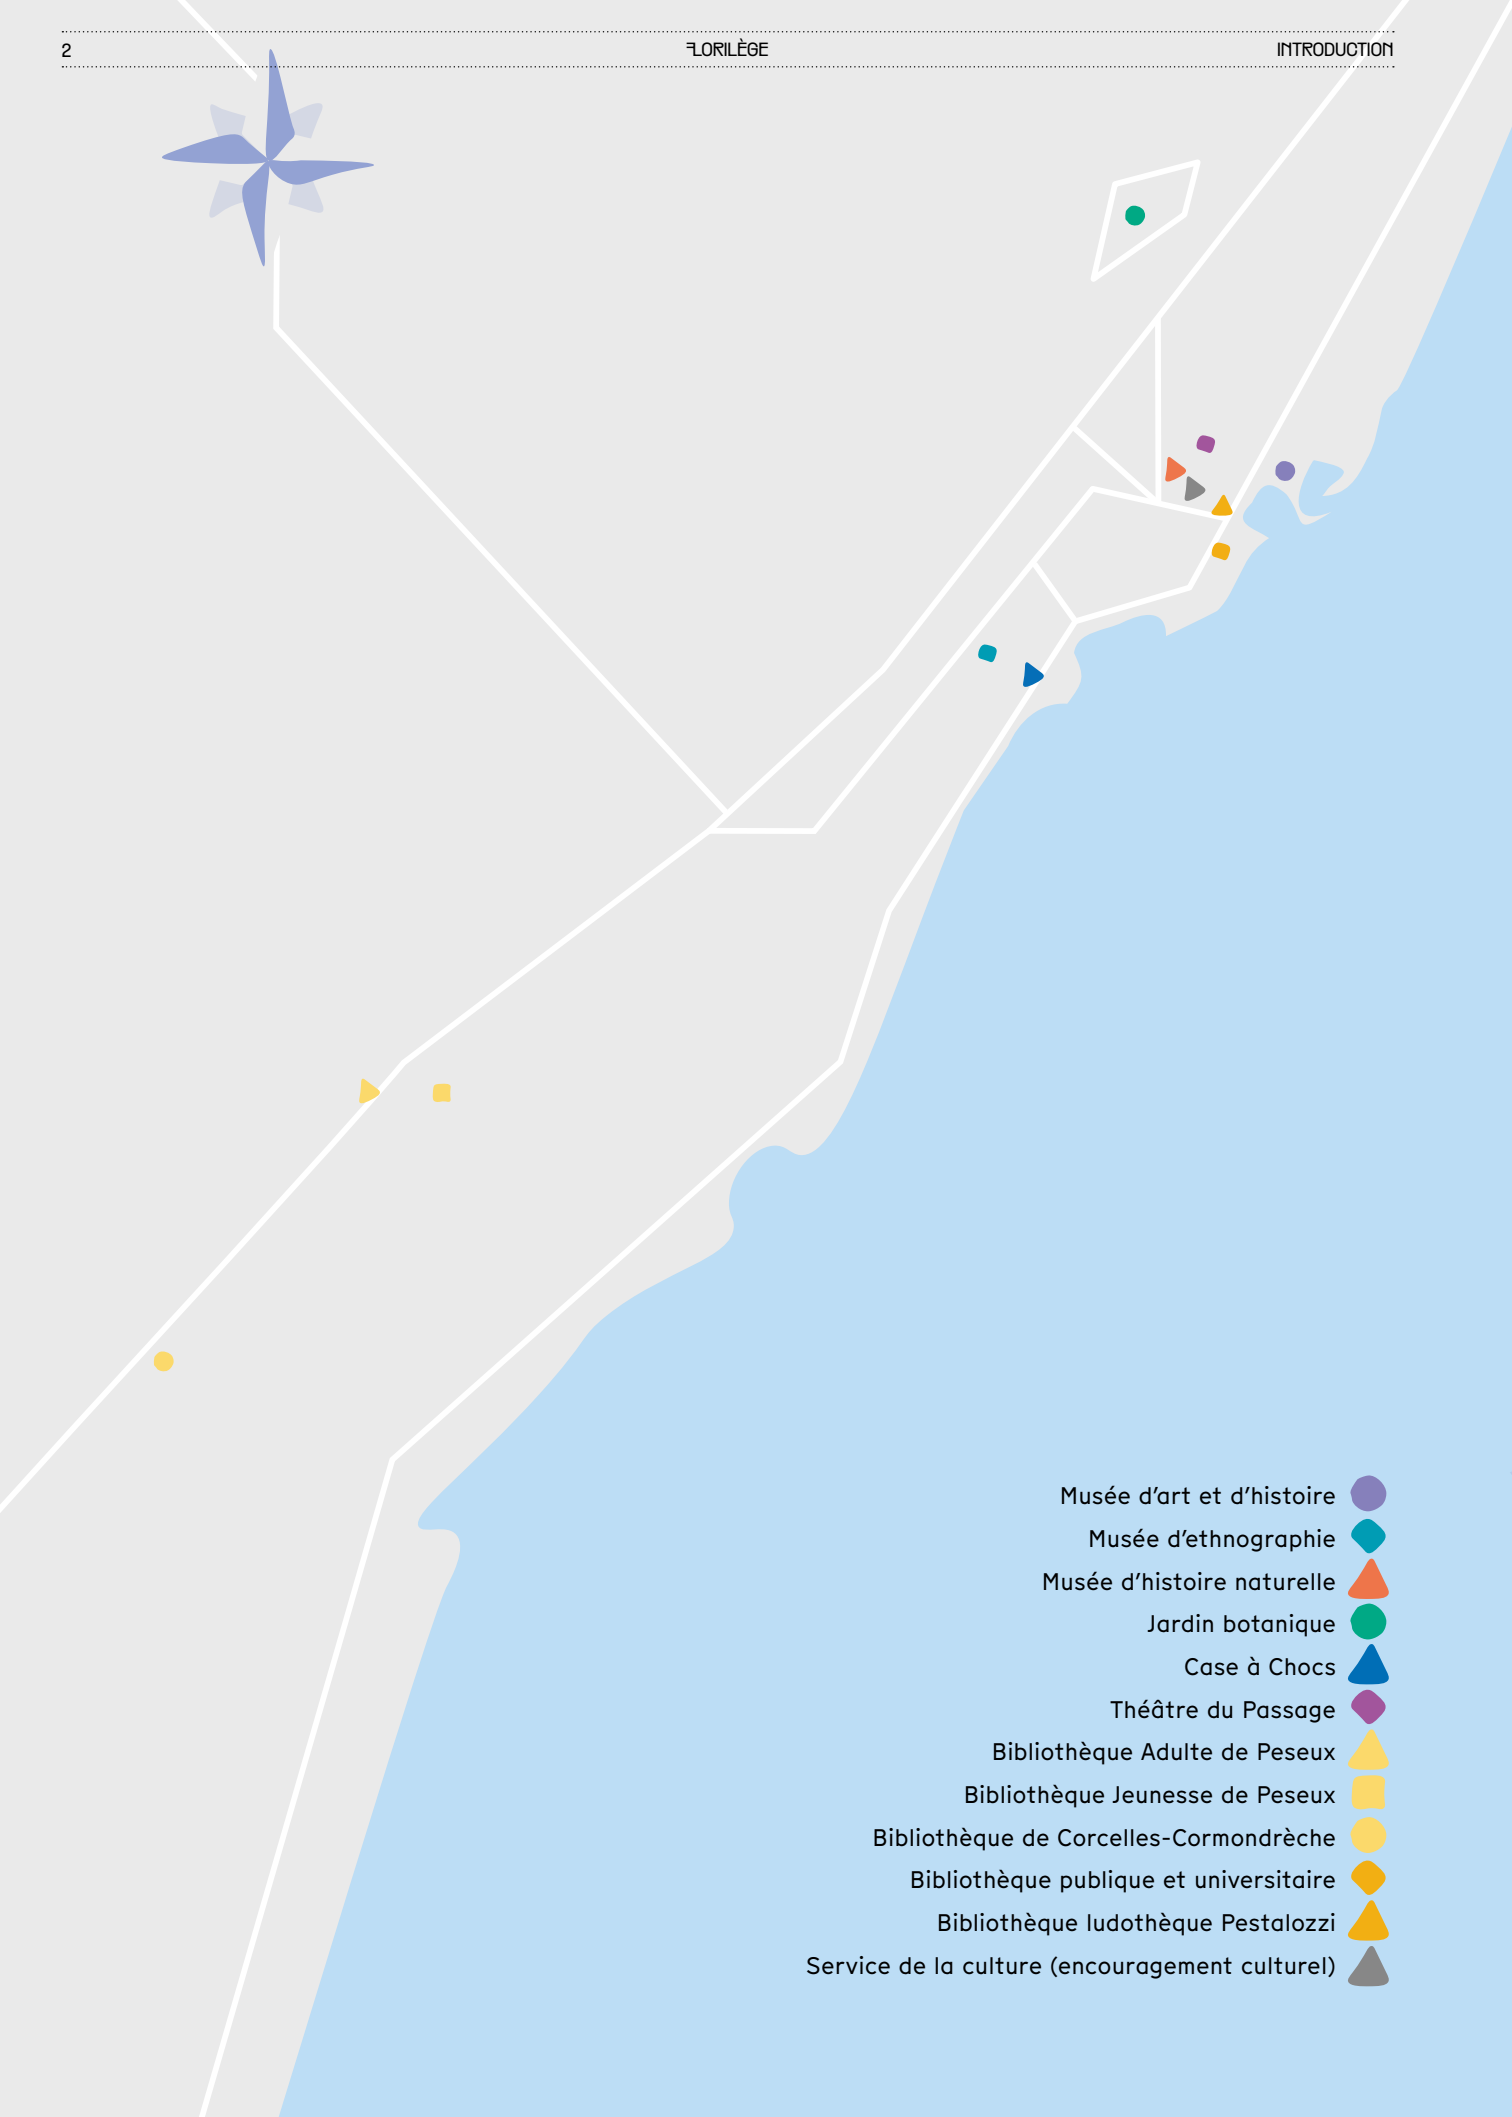 2
FLORILÈGE
INTRODUCTION
Musée d’art et d’histoire
Musée d’ethnographie
Musée d’histoire naturelle
Jardin botanique
Case à Chocs
Théâtre du Passage
Bibliothèque Adulte de Peseux
Bibliothèque Jeunesse de Peseux
Bibliothèque de Corcelles-Cormondrèche
Bibliothèque publique et universitaire
Bibliothèque ludothèque Pestalozzi
Service de la culture (encouragement culturel)